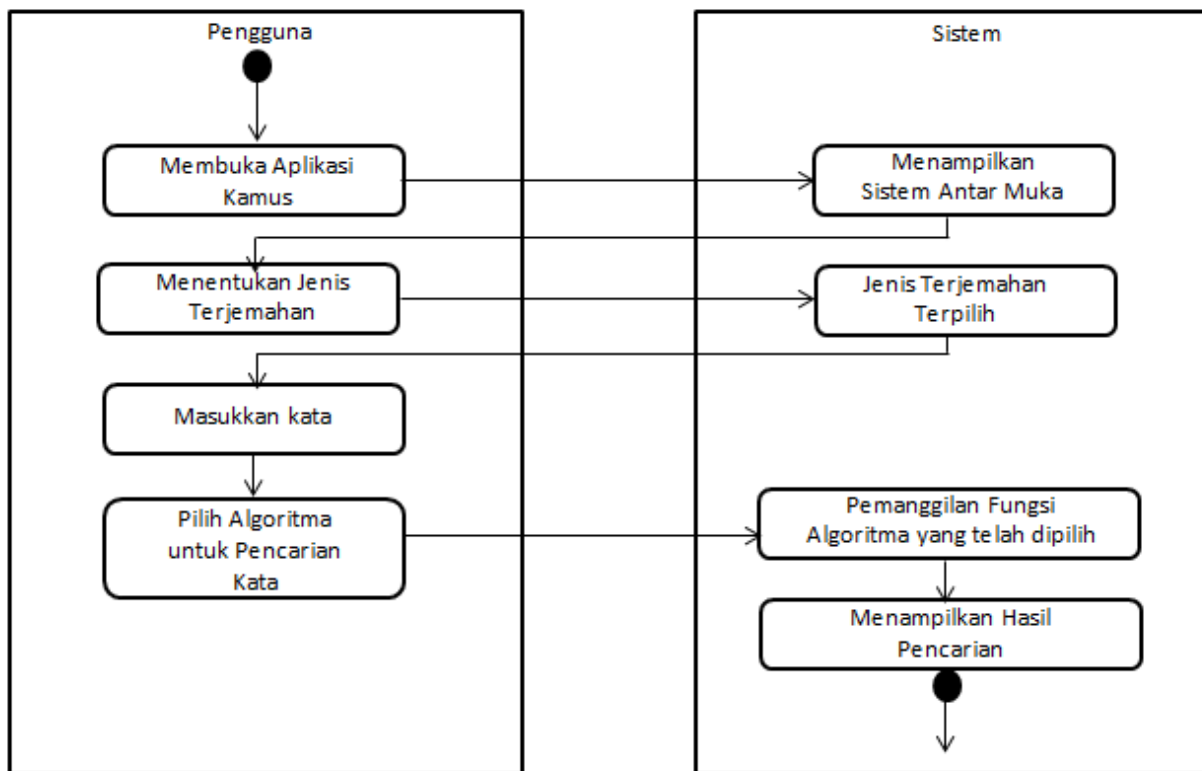 Pengguna
Sistem
Membuka Aplikasi
Kamus
Menampilkan
Sistem Antar Muka
Menentukan Jenis
Terjemahan
Jenis Terjemahan
Terpilih
Masukkan kata
Pilih Algoritma
untuk Pencarian
Kata
Pemanggilan Fungsi
Algoritma yang telah dipilih
Menampilkan Hasil
Pencarian